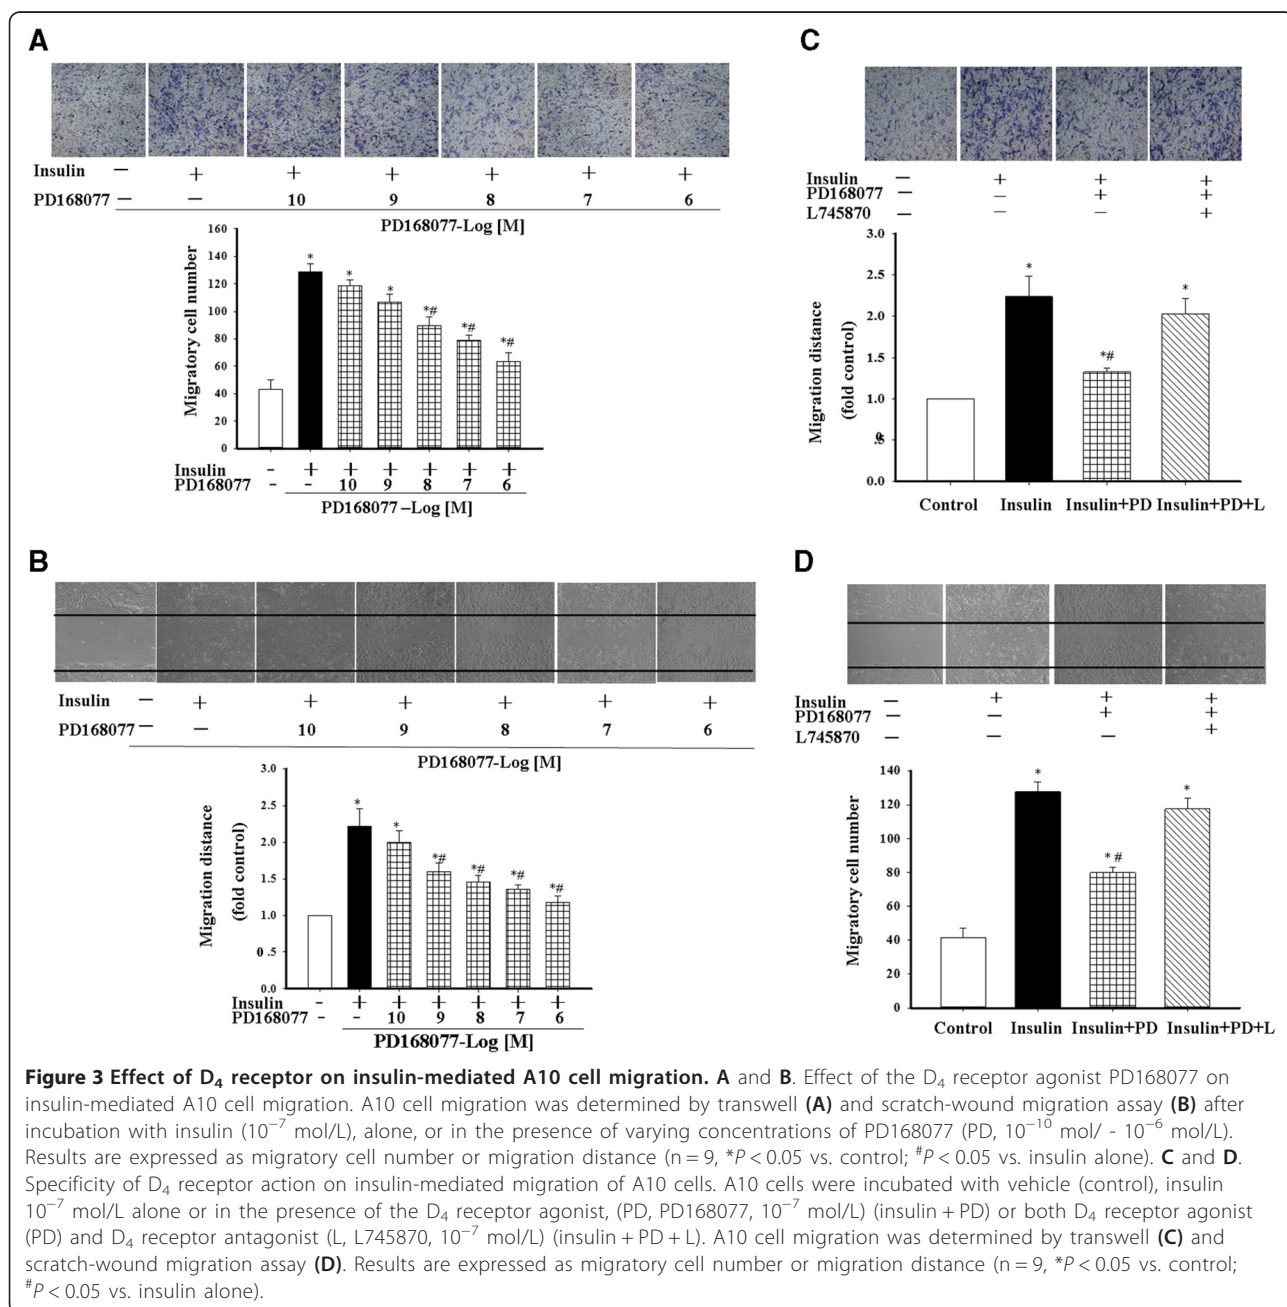 A
Insulin − + + + + + +
PD168077 − − 10 9 8 7 6
PD168077-Log [M]
Migratory cell number
160
140
120
100
80
60
40
20
0
* * * *# *# *#
Insulin - + + + + + +
PD168077 - - 10 9 8 7 6
PD168077 –Log [M]
C
Insulin − + + +
PD168077 − − + +
L745870 − − − +
Migration distance
(fold control)
3.0
2.5
2.0
1.5
1.0
0.5
0.0
* *# *
Control Insulin Insulin+PD Insulin+PD+L
B
Insulin − + + + + + +
PD168077 − − 10 9 8 7 6
PD168077-Log [M]
Migration distance
(fold control)
3.0
2.5
2.0
1.5
1.0
0 .5
0.0
* * *# *# *# *#
Insulin - + + + + + +
PD168077 - - 10 9 8 7 6
PD168077-Log [M]
D
Insulin − + + +
PD168077 − − + +
L745870 − − − +
Migratory cell number
140
120
100
80
60
40
20
0
* * # *
Control Insulin Insulin+PD Insulin+PD+L
Figure 3 Effect of D₄ receptor on insulin-mediated A10 cell migration. A and B. Effect of the D₄ receptor agonist PD168077 on
insulin-mediated A10 cell migration. A10 cell migration was determined by transwell (A) and scratch-wound migration assay (B) after
incubation with insulin (10⁻⁷ mol/L), alone, or in the presence of varying concentrations of PD168077 (PD, 10⁻¹⁰ mol/ - 10⁻⁶ mol/L).
Results are expressed as migratory cell number or migration distance (n = 9, *P < 0.05 vs. control; #P < 0.05 vs. insulin alone). C and D.
Specificity of D₄ receptor action on insulin-mediated migration of A10 cells. A10 cells were incubated with vehicle (control), insulin
10⁻⁷ mol/L alone or in the presence of the D₄ receptor agonist, (PD, PD168077, 10⁻⁷ mol/L) (insulin + PD) or both D₄ receptor agonist
(PD) and D₄ receptor antagonist (L, L745870, 10⁻⁷ mol/L) (insulin + PD + L). A10 cell migration was determined by transwell (C) and
scratch-wound migration assay (D). Results are expressed as migratory cell number or migration distance (n = 9, *P < 0.05 vs. control;
#P < 0.05 vs. insulin alone).